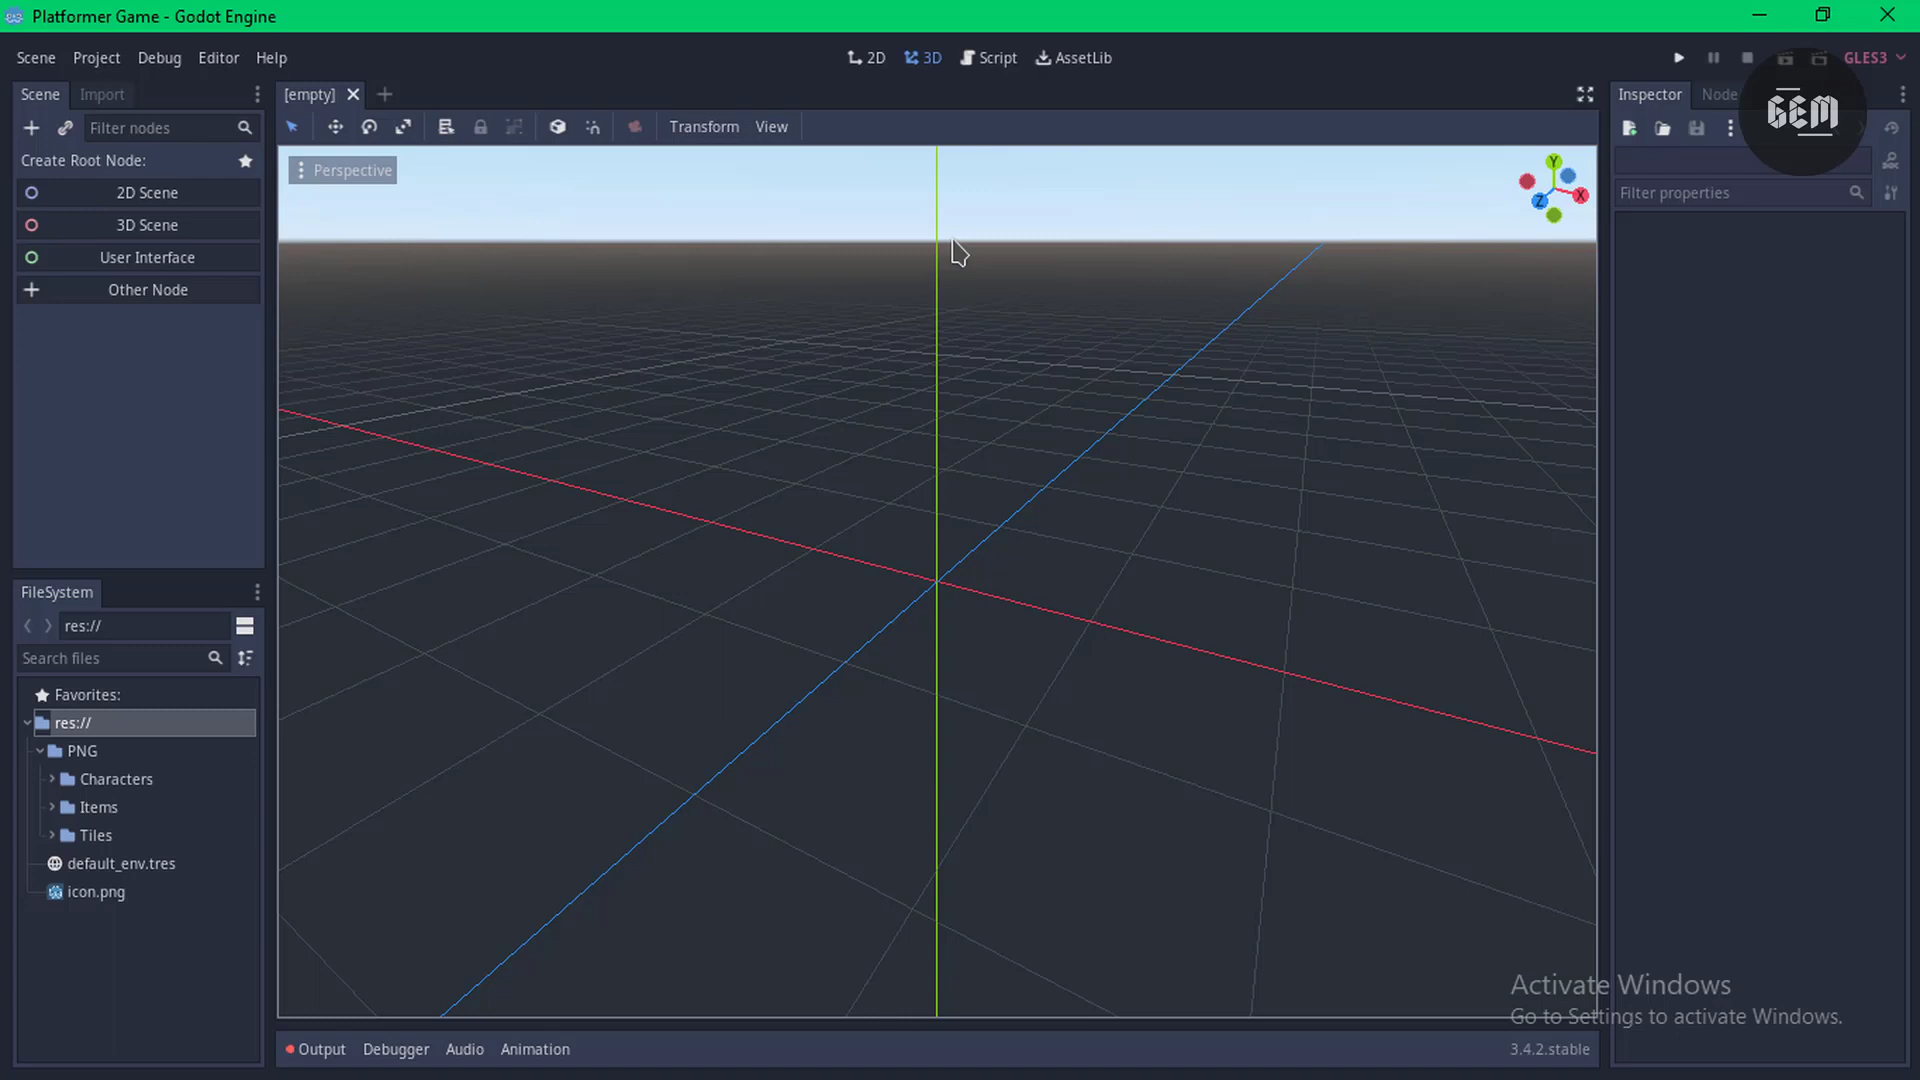 Platformer Game - Godot Engine
Scene Project Debug Editor Help
2D 3D Script AssetLib
GLES3
Scene Import
[empty]
Inspector Node
GEM
Filter nodes
Transform View
Create Root Node:
2D Scene
3D Scene
User Interface
Other Node
Perspective
Y
X
Z
Filter properties
FileSystem
res://
Search files
Favorites:
res://
PNG
Characters
Items
Tiles
default_env.tres
icon.png
Activate Windows
Go to Settings to activate Windows.
Output Debugger Audio Animation
3.4.2.stable